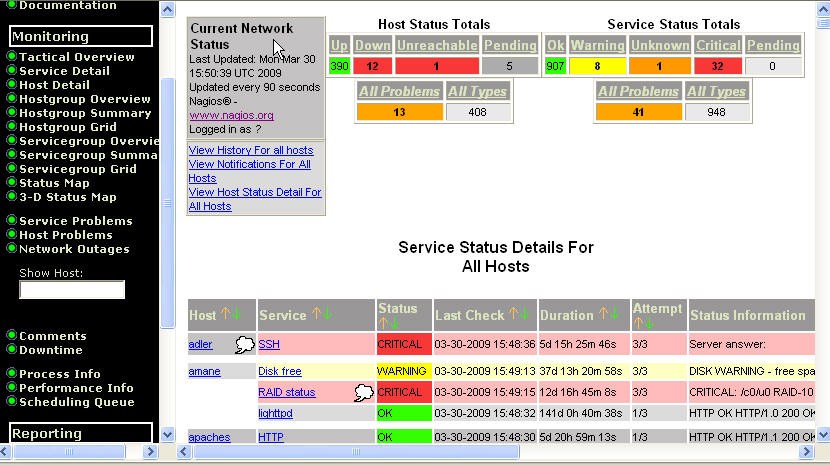 Documentation
Monitoring
Tactical Overview
Service Detail
Host Detail
Hostgroup Overview
Hostgroup Summary
Hostgroup Grid
Servicegroup Overvie
Servicegroup Summa
Servicegroup Grid
Status Map
3-D Status Map
Service Problems
Host Problems
Network Outages
Show Host:
Comments
Downtime
Process Info
Performance Info
Scheduling Queue
Reporting
Current Network
Status
Last Updated: Mon Mar 30
15:50:39 UTC 2009
Updated every 90 seconds
Nagios® -
www.nagios.org
Logged in as ?
View History For all hosts
View Notifications For All
Hosts
View Host Status Detail For
All Hosts
Host Status Totals
Up Down Unreachable Pending
390 12 1 5
All Problems All Types
13 408
Service Status Totals
Ok Warning Unknown Critical Pending
907 8 1 32 0
All Problems All Types
41 948
Service Status Details For
All Hosts
Host Service Status Last Check Duration Attempt Status Information
adler SSH CRITICAL 03-30-2009 15:48:36 5d 15h 25m 46s 3/3 Server answer:
amane Disk free WARNING 03-30-2009 15:49:13 37d 13h 20m 58s 3/3 DISK WARNING - free spa
RAID status CRITICAL 03-30-2009 15:49:15 12d 16h 45m 8s 3/3 CRITICAL: /c0/u0 RAID-10
lighttpd OK 03-30-2009 15:48:32 141d 0h 40m 38s 1/3 HTTP OK HTTP/1.0 200 OK
apaches HTTP OK 03-30-2009 15:48:30 5d 20h 59m 13s 1/3 HTTP OK HTTP/1.1 200 OK